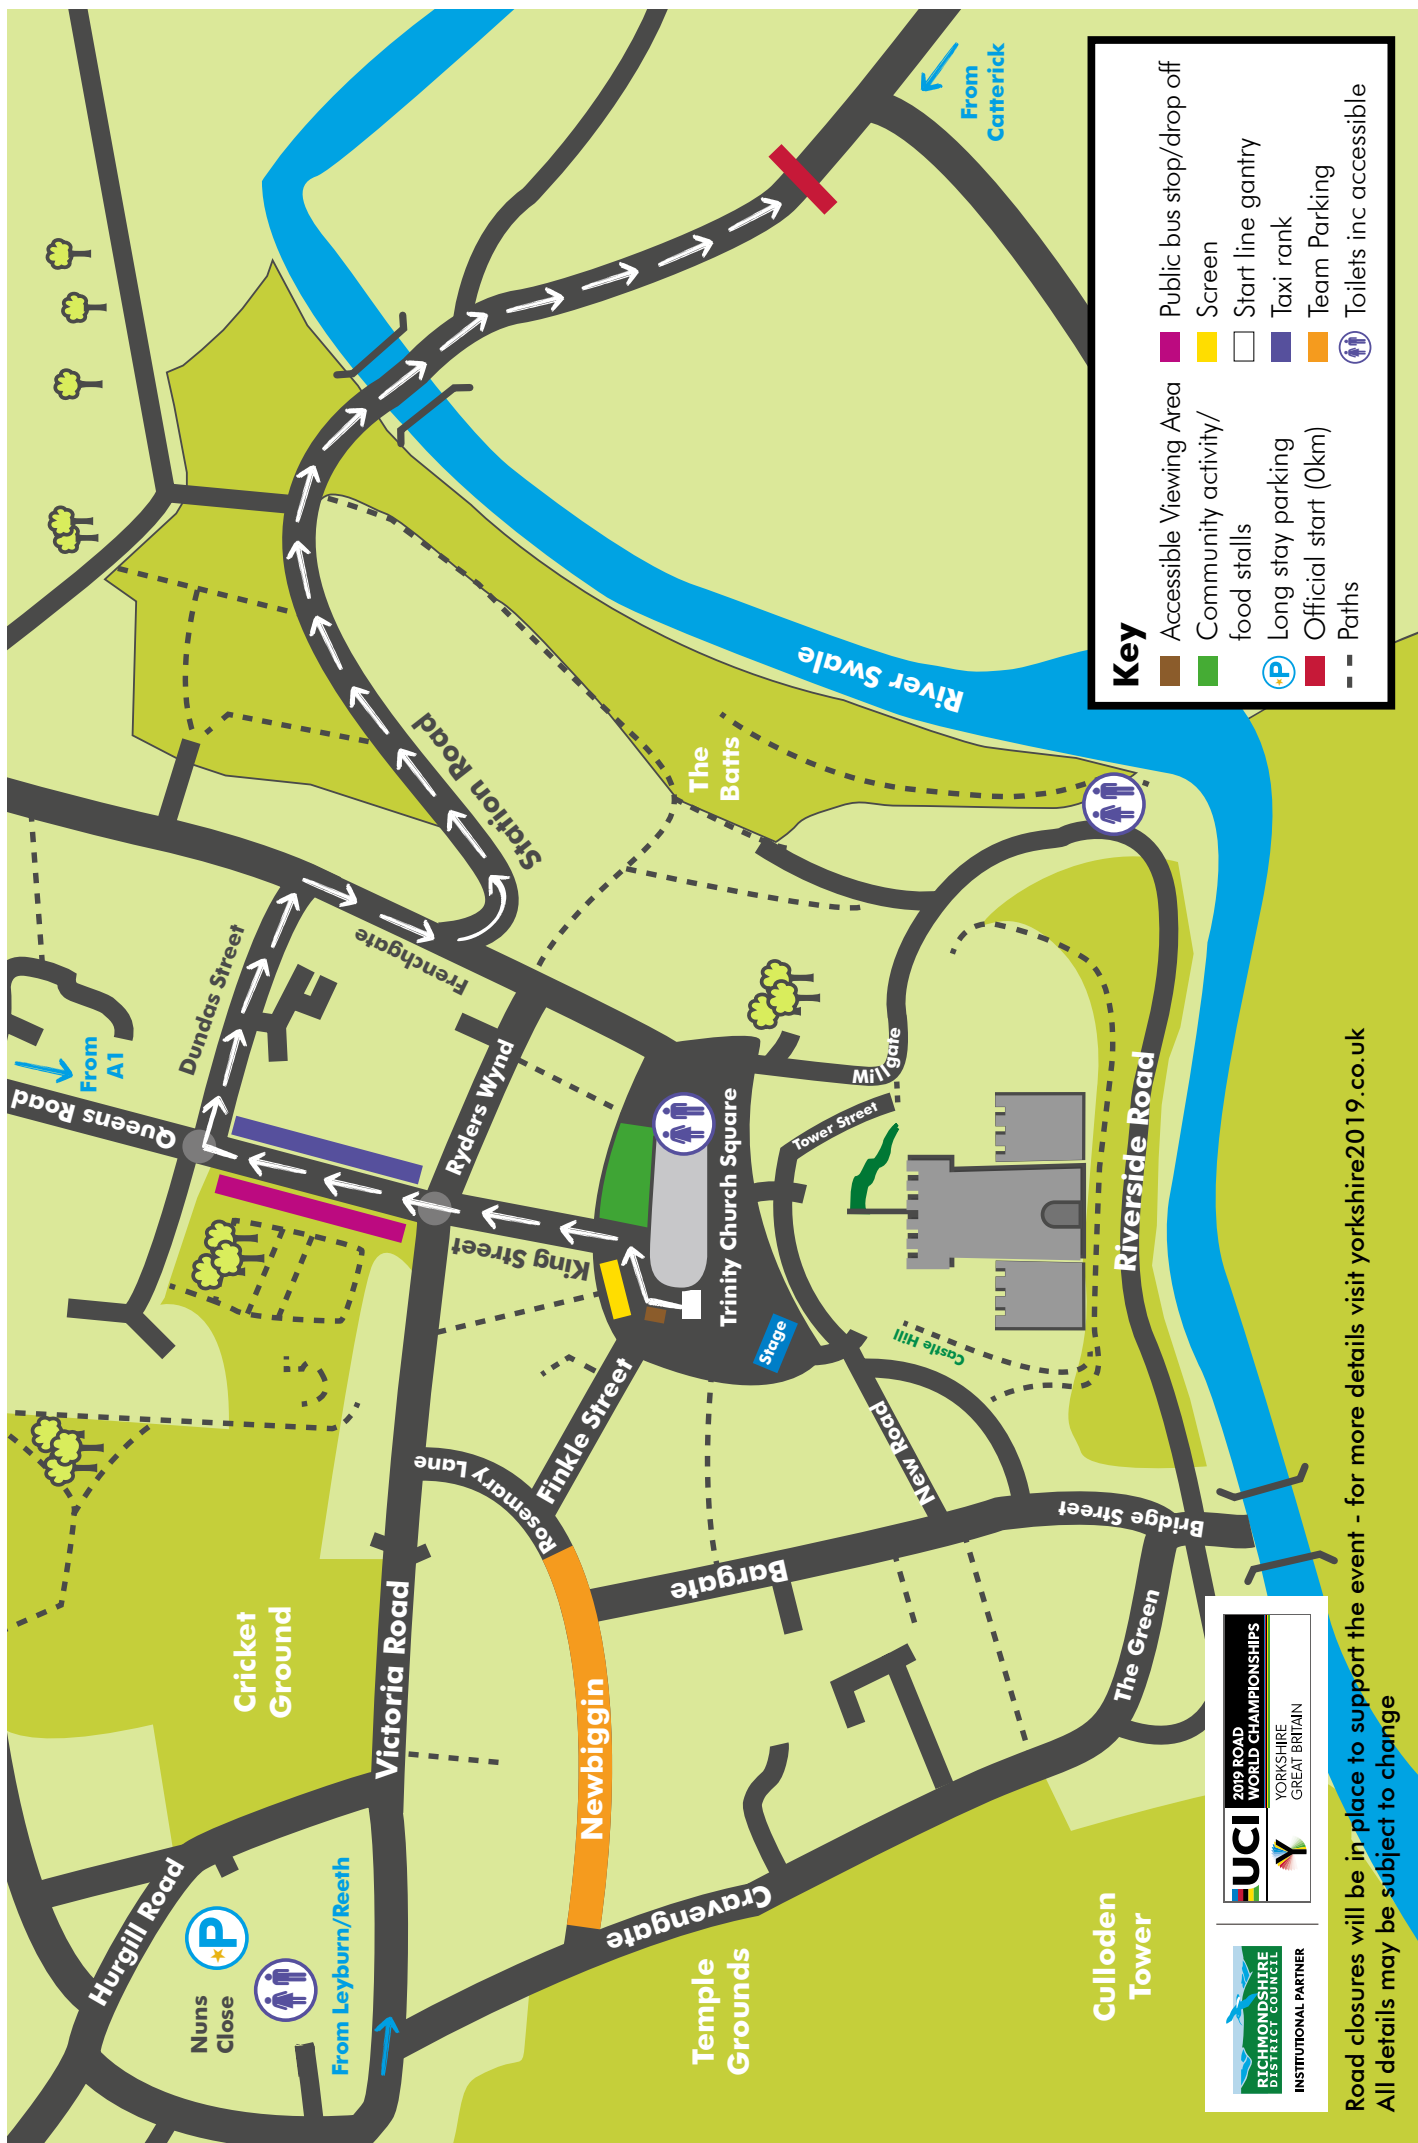 Hurgill Road
Nuns
Close
P
From Leyburn/Reeth
Victoria Road
Cricket
Ground
Newbiggin
Cravengate
Temple
Grounds
Culloden
Tower
Bargate
The Green
Bridge Street
New Road
Rosemary Lane
Finkle Street
King Street
Queens Road
From
A1
Dundas Street
Frenchgate
Ryders Wynd
Station Road
Trinity Church Square
Stage
Tower Street
Millgate
Castle Hill
Riverside Road
The
Batts
River Swale
From
Catterick
Key
Accessible Viewing Area
Community activity/
food stalls
P
Long stay parking
Official start (0km)
Paths
Public bus stop/drop off
Screen
Start line gantry
Taxi rank
Team Parking
Toilets inc accessible
RICHMONDSHIRE
DISTRICT COUNCIL
INSTITUTIONAL PARTNER
UCI
2019 ROAD
WORLD CHAMPIONSHIPS
Y
YORKSHIRE
GREAT BRITAIN
Road closures will be in place to support the event - for more details visit yorkshire2019.co.uk
All details may be subject to change